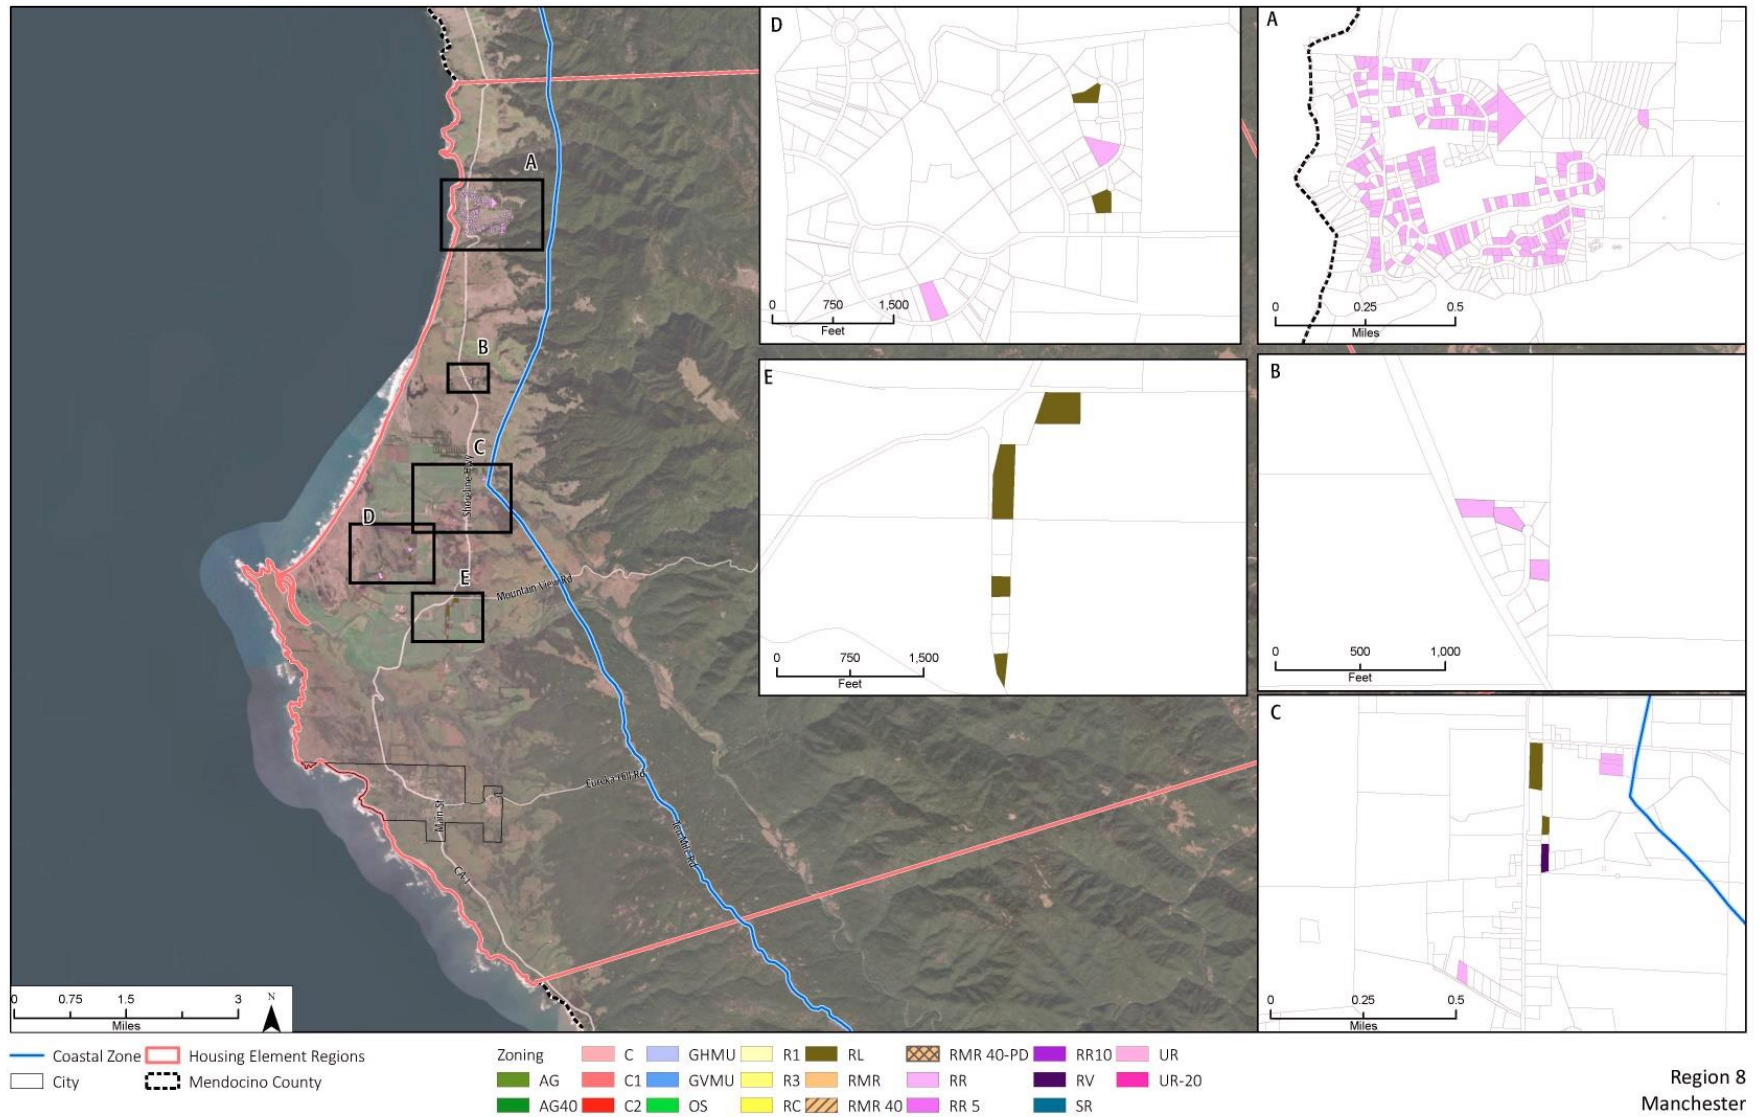 A
B
Shoreline Hwy
C
D
E
Mountain View Rd
Eureka Hill Rd
Main St
Ten Mile Rd
CA-1
0 0.75 1.5 3
Miles
N
D
0 750 1,500
Feet
A
0 0.25 0.5
Miles
E
0 750 1,500
Feet
B
0 500 1,000
Feet
C
0 0.25 0.5
Miles
Coastal Zone
Housing Element Regions
City
Mendocino County
Zoning
AG
AG40
C
C1
C2
GHMU
GVMU
OS
R1
R3
RC
RL
RMR
RMR 40
RMR 40-PD
RR
RR 5
RR10
RV
SR
UR
UR-20
Region 8
Manchester